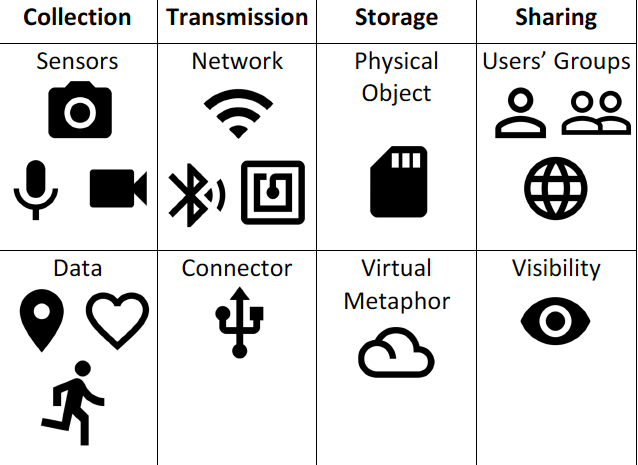 Collection
Transmission
Storage
Sharing
Sensors
Network
Physical
Object
Users’ Groups
Data
Connector
Virtual
Metaphor
Visibility